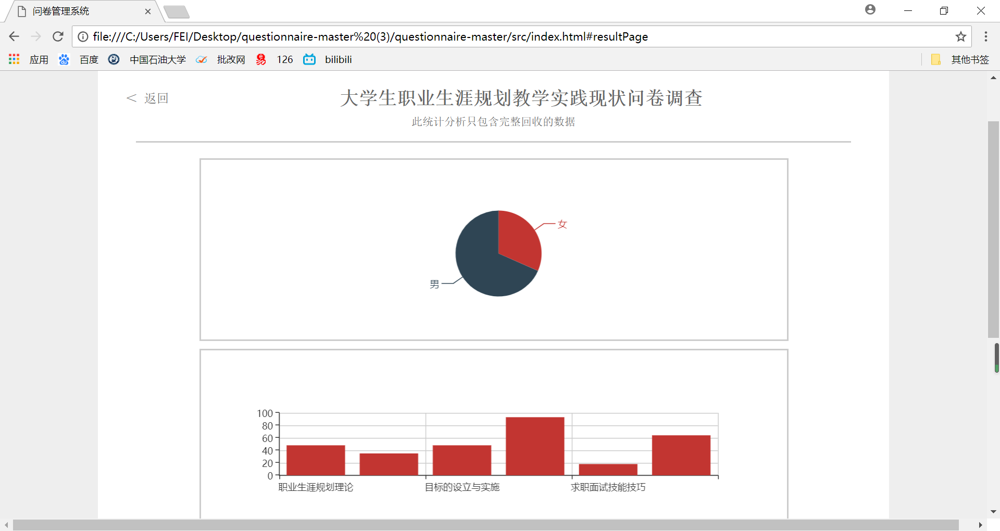 问卷管理系统
file:///C:/Users/FEI/Desktop/questionnaire-master%20(3)/questionnaire-master/src/index.html#resultPage
应用 百度 中国石油大学 批改网 126 bilibili 其他书签
< 返回
大学生职业生涯规划教学实践现状问卷调查
此统计分析只包含完整回收的数据
女
男
100
80
60
40
20
0
职业生涯规划理论 目标的设立与实施 求职面试技能技巧